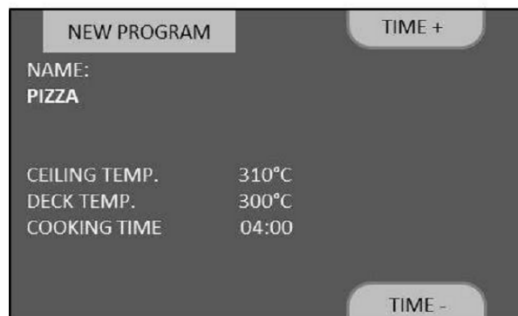 NEW PROGRAM
TIME +
NAME:
PIZZA
CEILING TEMP. 310°C
DECK TEMP. 300°C
COOKING TIME 04:00
TIME -